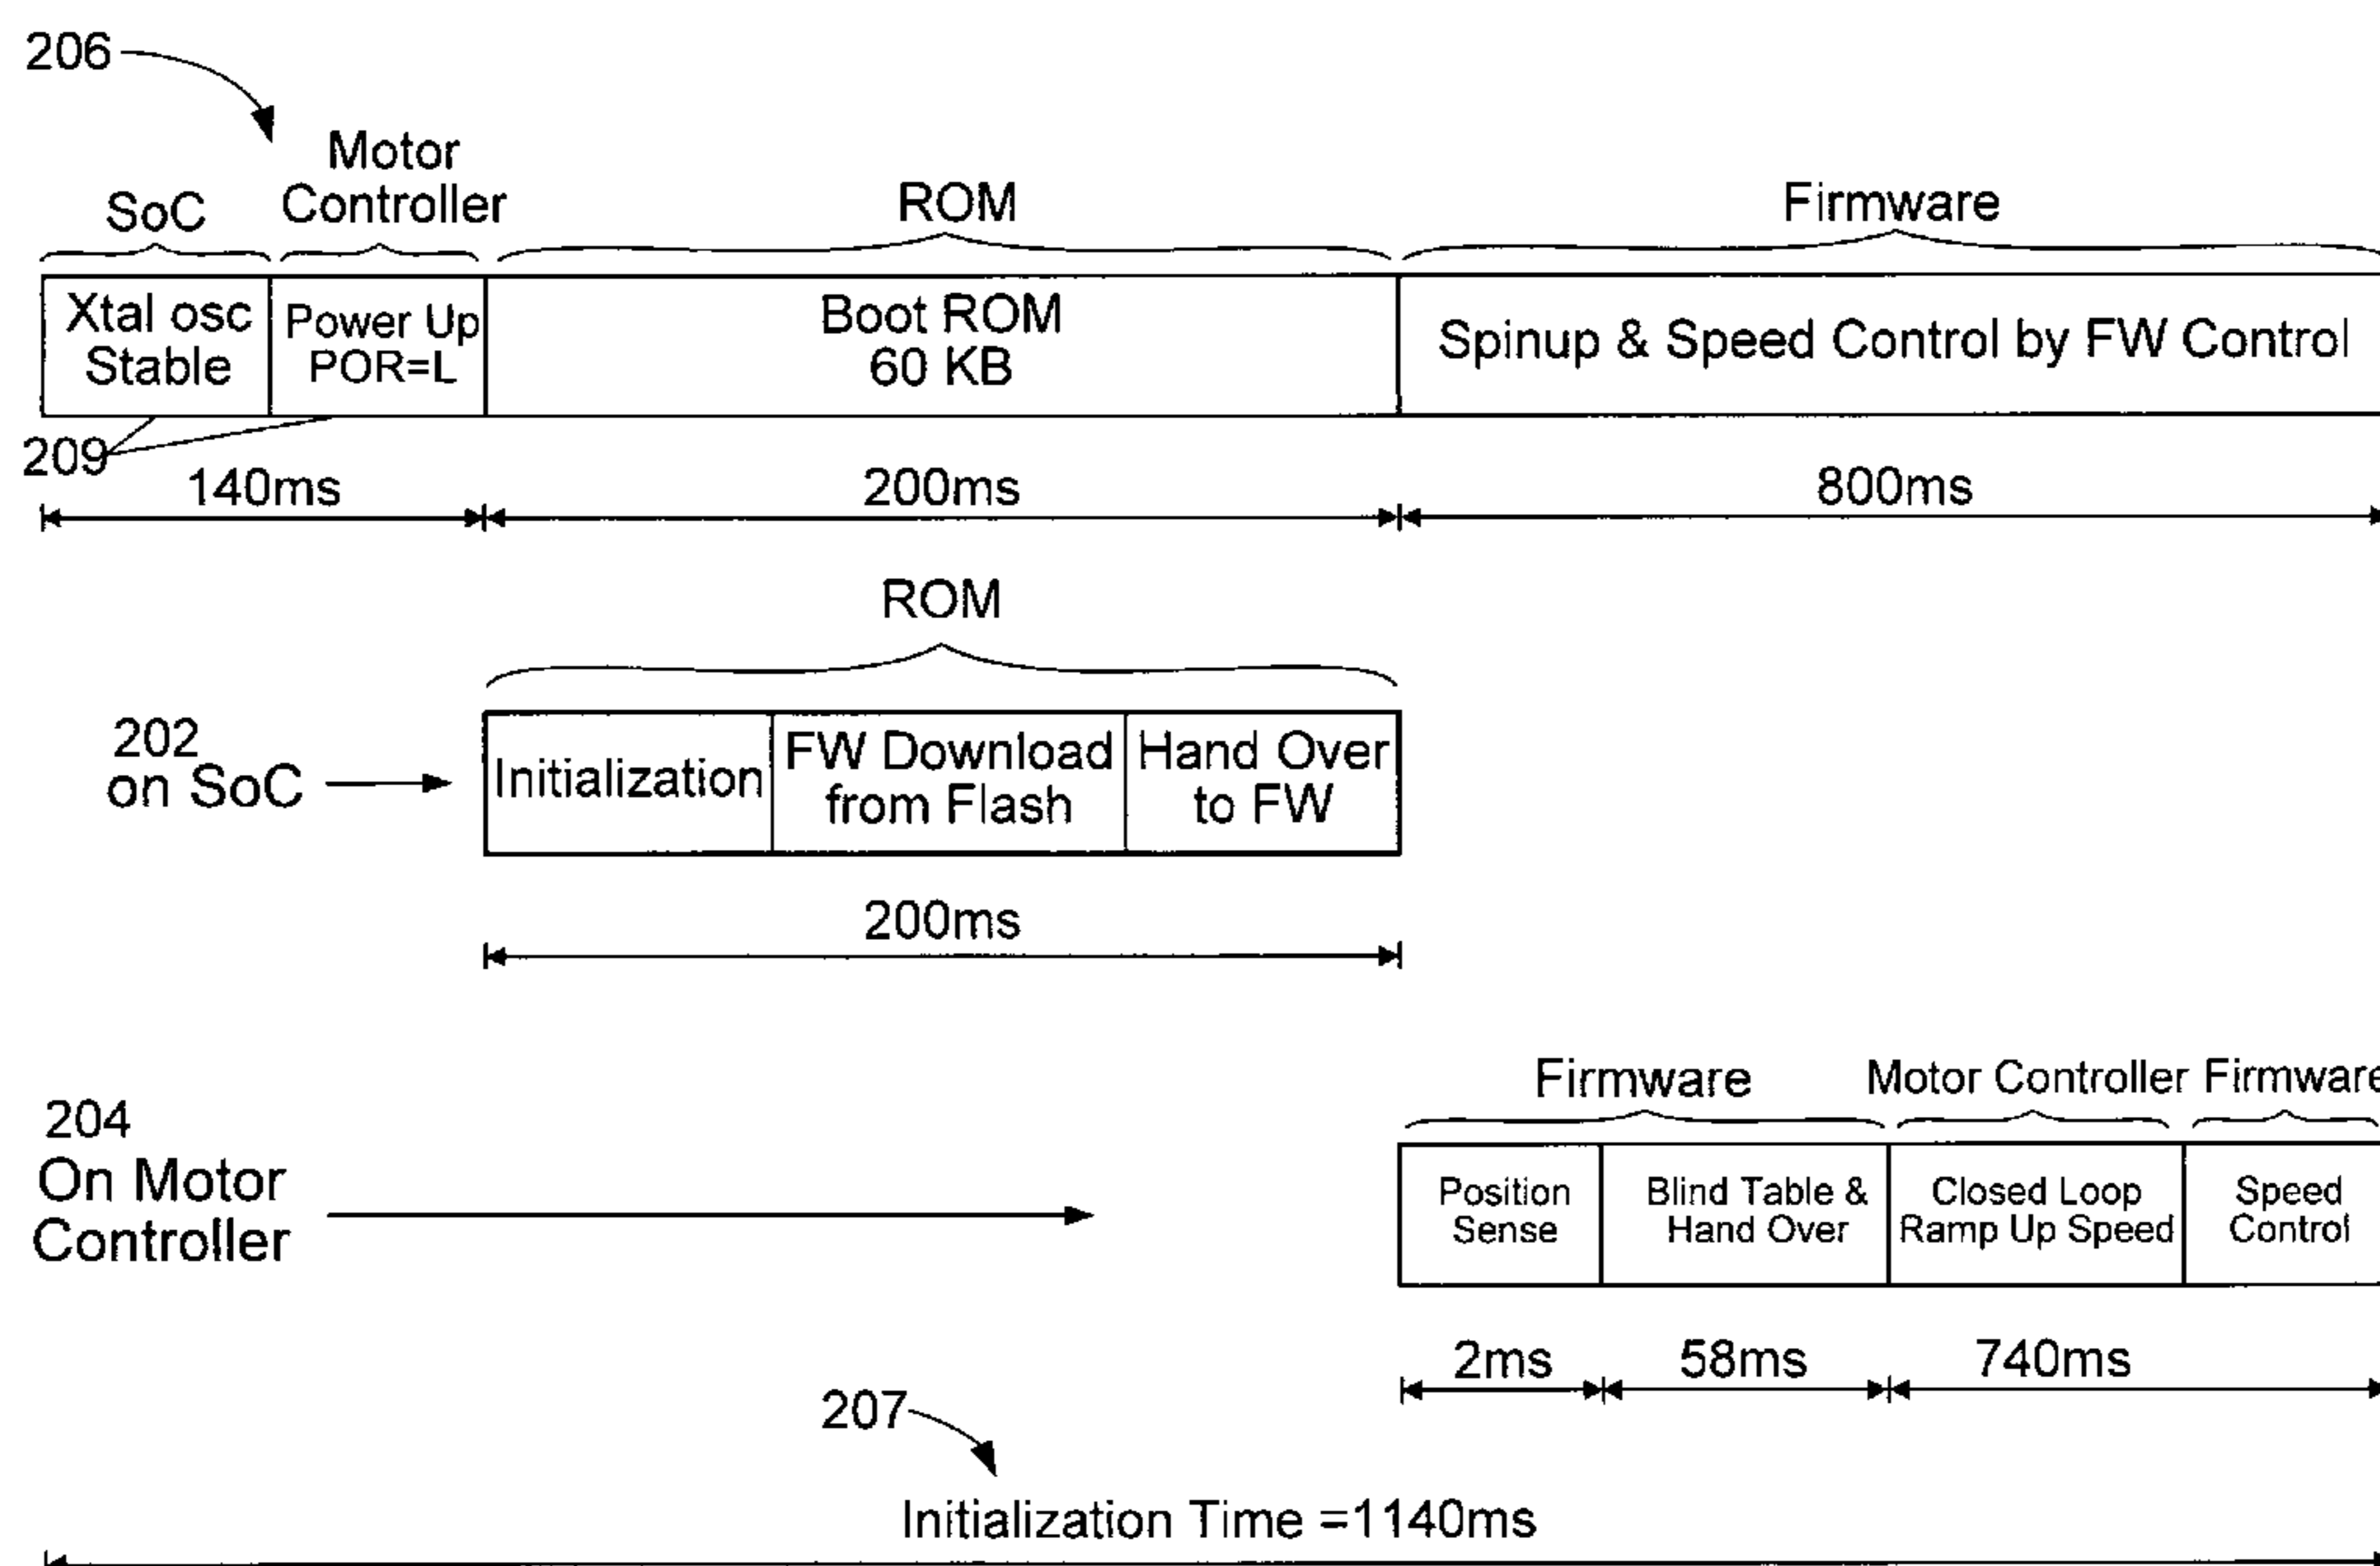 206
Motor
SoC Controller ROM Firmware
Xtal osc
Stable
Power Up
POR=L
Boot ROM
60 KB
Spinup & Speed Control by FW Control
209
140ms 200ms 800ms
ROM
202
on SoC
Initialization
FW Download
from Flash
Hand Over
to FW
200ms
Firmware Motor Controller Firmware
204
On Motor
Controller
Position
Sense
Blind Table &
Hand Over
Closed Loop
Ramp Up Speed
Speed
Control
2ms 58ms 740ms
207
Initialization Time =1140ms